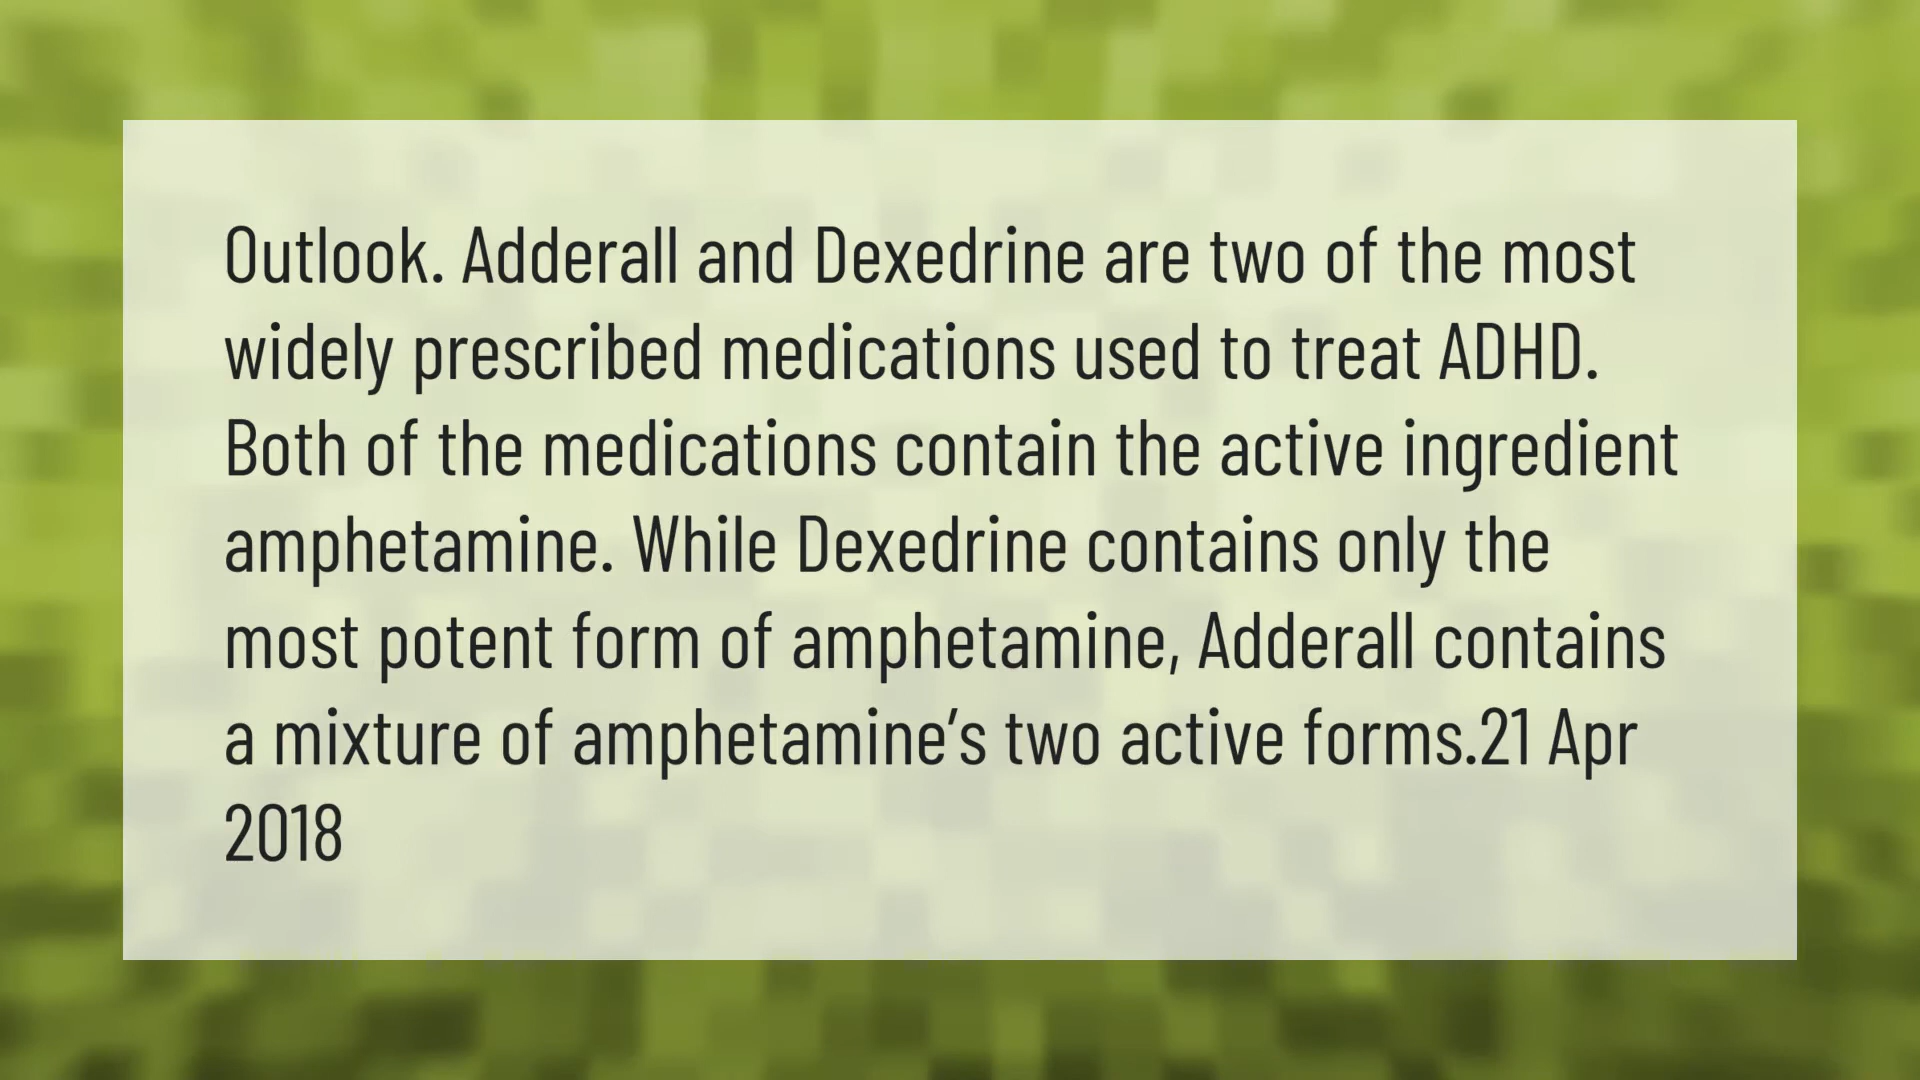 Outlook. Adderall and Dexedrine are two of the most
widely prescribed medications used to treat ADHD.
Both of the medications contain the active ingredient
amphetamine. While Dexedrine contains only the
most potent form of amphetamine, Adderall contains
a mixture of amphetamine’s two active forms.21 Apr
2018